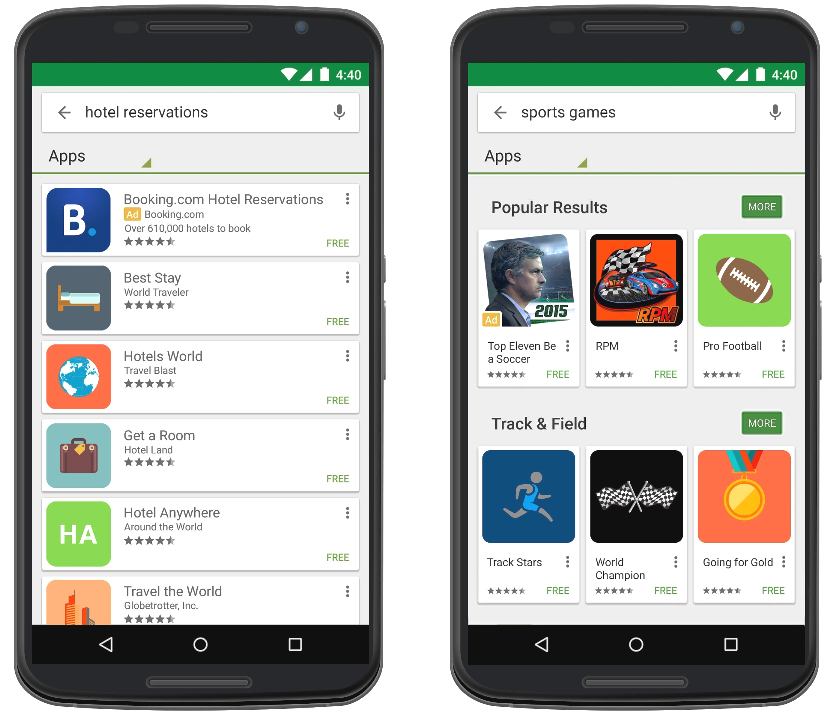 4:40
hotel reservations
Apps
B.
Booking.com Hotel Reservations
Ad Booking.com
Over 610,000 hotels to book
FREE
Best Stay
World Traveler
FREE
Hotels World
Travel Blast
FREE
Get a Room
Hotel Land
FREE
HA
Hotel Anywhere
Around the World
FREE
Travel the World
Globetrotter, Inc.
4:40
sports games
Apps
Popular Results
MORE
2015
Ad
RPM
Top Eleven Be
a Soccer
FREE
RPM
FREE
Pro Football
FREE
Track & Field
MORE
Track Stars
FREE
World
Champion
FREE
Going for Gold
FREE